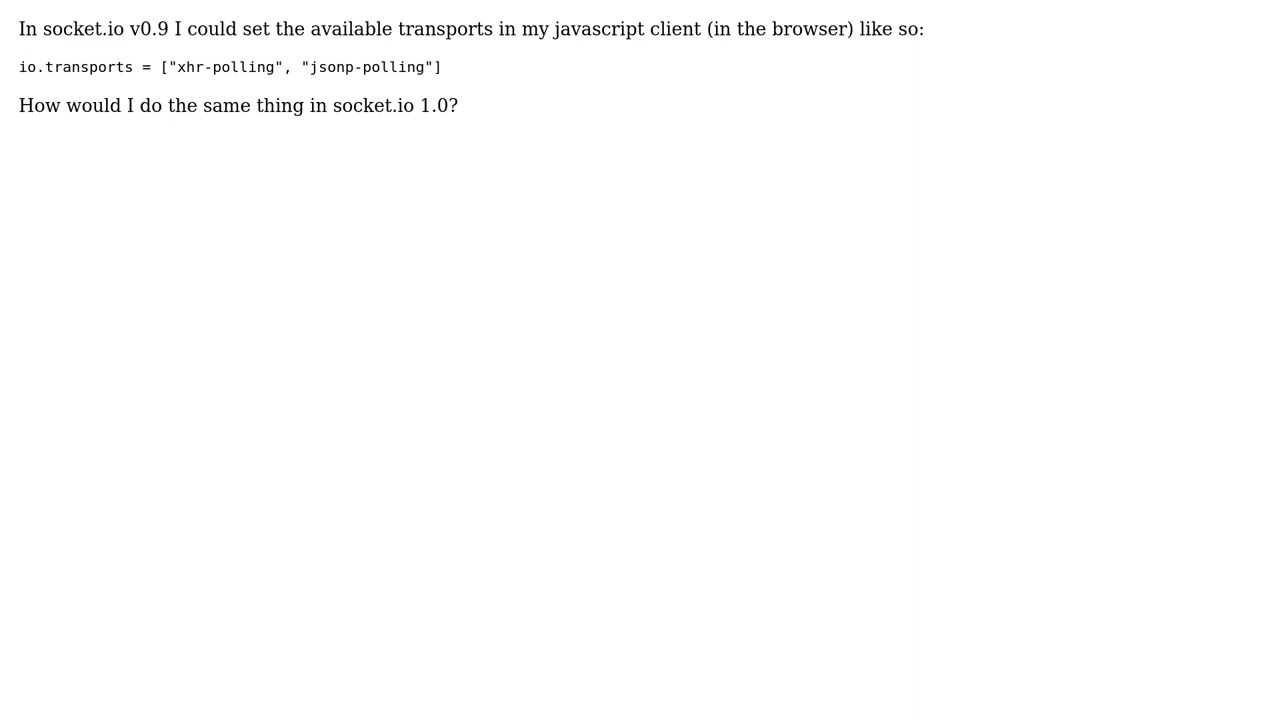 In socket.io v0.9 I could set the available transports in my javascript client (in the browser) like so:
io.transports = ["xhr-polling", "jsonp-polling"]
How would I do the same thing in socket.io 1.0?